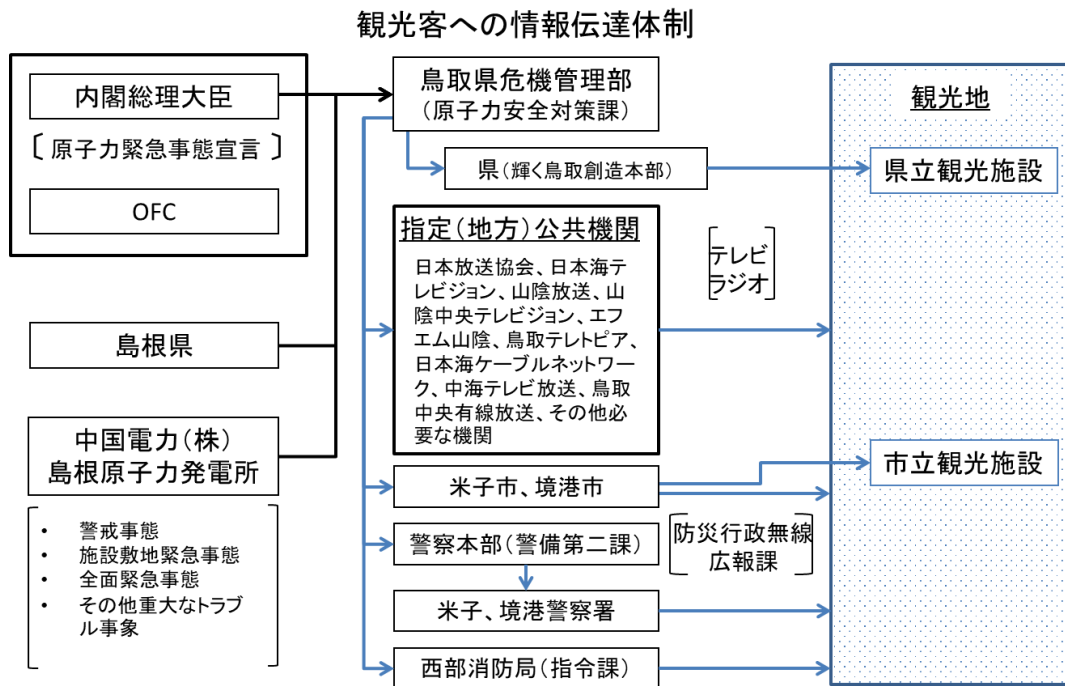 観光客への情報伝達体制
内閣総理大臣
〔 原子力緊急事態宣言 〕
OFC
島根県
中国電力（株）
島根原子力発電所
• 警戒事態
• 施設敷地緊急事態
• 全面緊急事態
• その他重大なトラブ
ル事象
鳥取県危機管理部
（原子力安全対策課）
県（輝く鳥取創造本部）
指定（地方）公共機関
日本放送協会、日本海テ
レビジョン、山陰放送、山
陰中央テレビジョン、エフ
エム山陰、鳥取テレトピア、
日本海ケーブルネットワー
ク、中海テレビ放送、鳥取
中央有線放送、その他必
要な機関
米子市、境港市
警察本部（警備第二課）
米子、境港警察署
西部消防局（指令課）
テレビ
ラジオ
防災行政無線
広報課
観光地
県立観光施設
市立観光施設